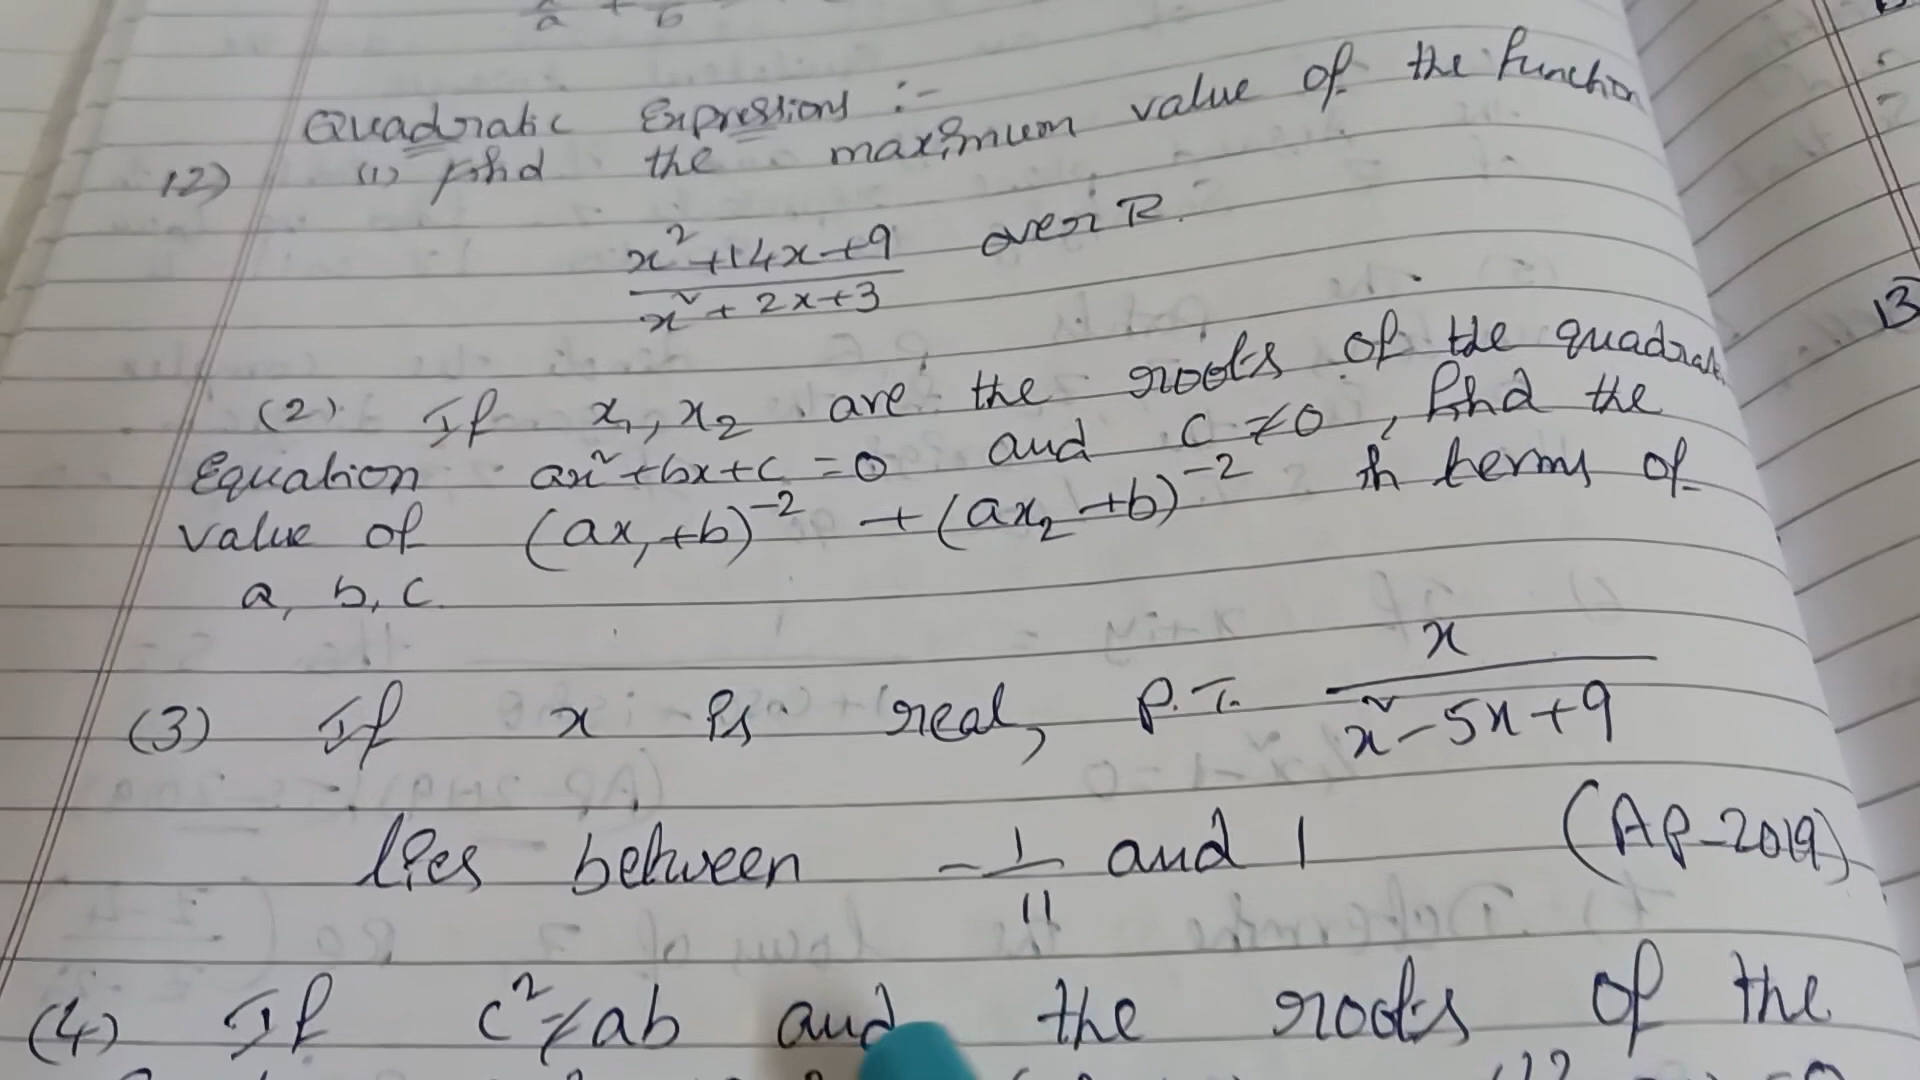 Quadratic Expressions :-
12) (1) Find the maximum value of the function
x² + 14x + 9 / x² + 2x + 3 over R.
(2) If x₁, x₂ are the roots of the quadrat
Equation ax² + bx + c = 0 and c ≠ 0, find the
value of (ax₁ + b)⁻² + (ax₂ + b)⁻² in terms of
a, b, c.
(3) If x is real, P.T. x / x² - 5x + 9
lies between -1/11 and 1 (AP-2019)
(4) If c² ≠ ab and the roots of the
13